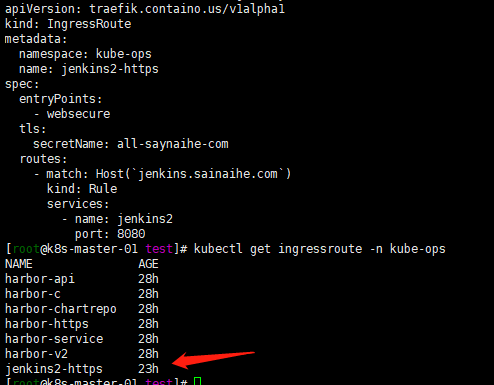 apiVersion: traefik.containo.us/v1alpha1
kind: IngressRoute
metadata:
  namespace: kube-ops
  name: jenkins2-https
spec:
  entryPoints:
    - websecure
  tls:
    secretName: all-saynaihe-com
  routes:
    - match: Host(`jenkins.sainaihe.com`)
      kind: Rule
      services:
        - name: jenkins2
          port: 8080
[root@k8s-master-01 test]# kubectl get ingressroute -n kube-ops
NAME               AGE
harbor-api         28h
harbor-c           28h
harbor-chartrepo   28h
harbor-https       28h
harbor-service     28h
harbor-v2          28h
jenkins2-https     23h
[root@k8s-master-01 test]#